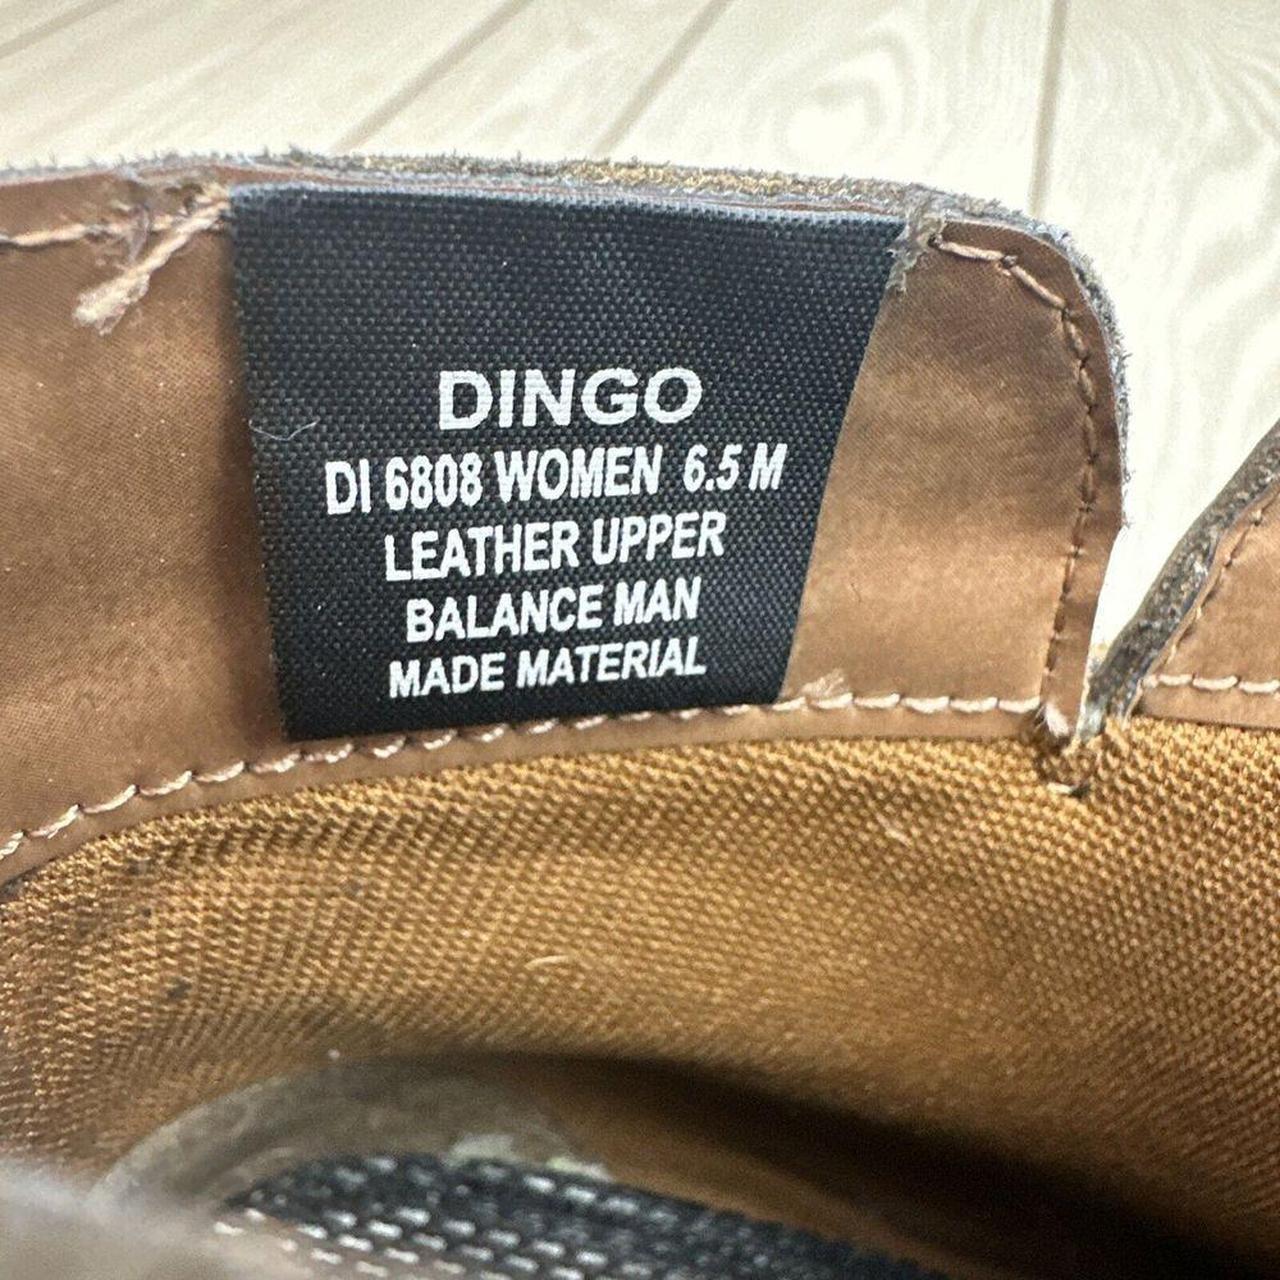 DINGO
DI 6808 WOMEN 6.5 M
LEATHER UPPER
BALANCE MAN
MADE MATERIAL